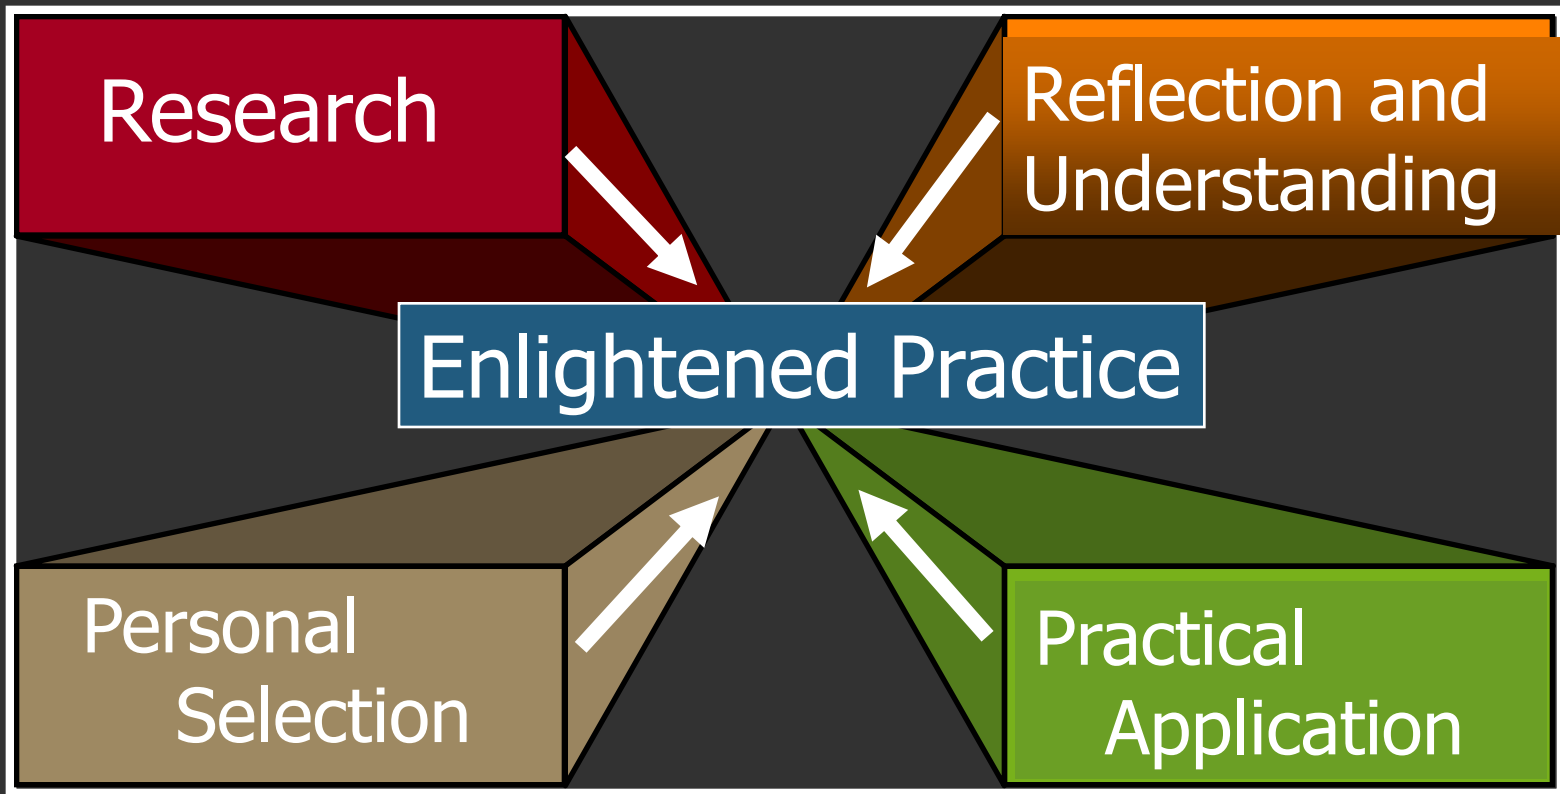 Research
Reflection and
Understanding
Enlightened Practice
Personal
Selection
Practical
Application